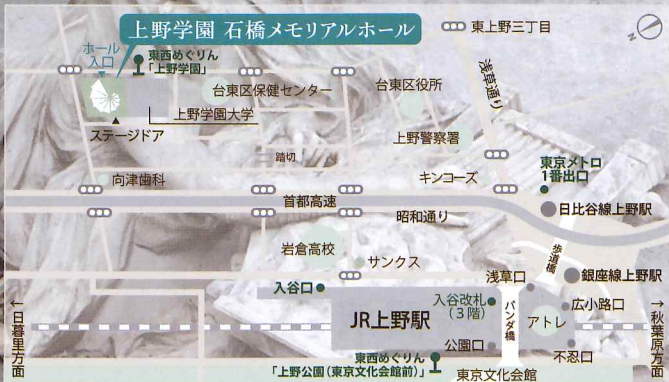 上野学園 石橋メモリアルホール
東上野三丁目
N
ホール
入口
東西めぐりん
「上野学園」
台東区保健センター
台東区役所
浅草通り
上野学園大学
ステージドア
上野警察署
踏切
東京メトロ
1番出口
向津歯科
キンコーズ
首都高速
日比谷線上野駅
昭和通り
岩倉高校
歩道橋
サンクス
浅草口
銀座線上野駅
入谷口
入谷改札
(3階)
パンダ橋
広小路口
アトレ
JR上野駅
←日暮里方面
→秋葉原方面
公園口
不忍口
東西めぐりん
「上野公園(東京文化会館前)」
東京文化会館